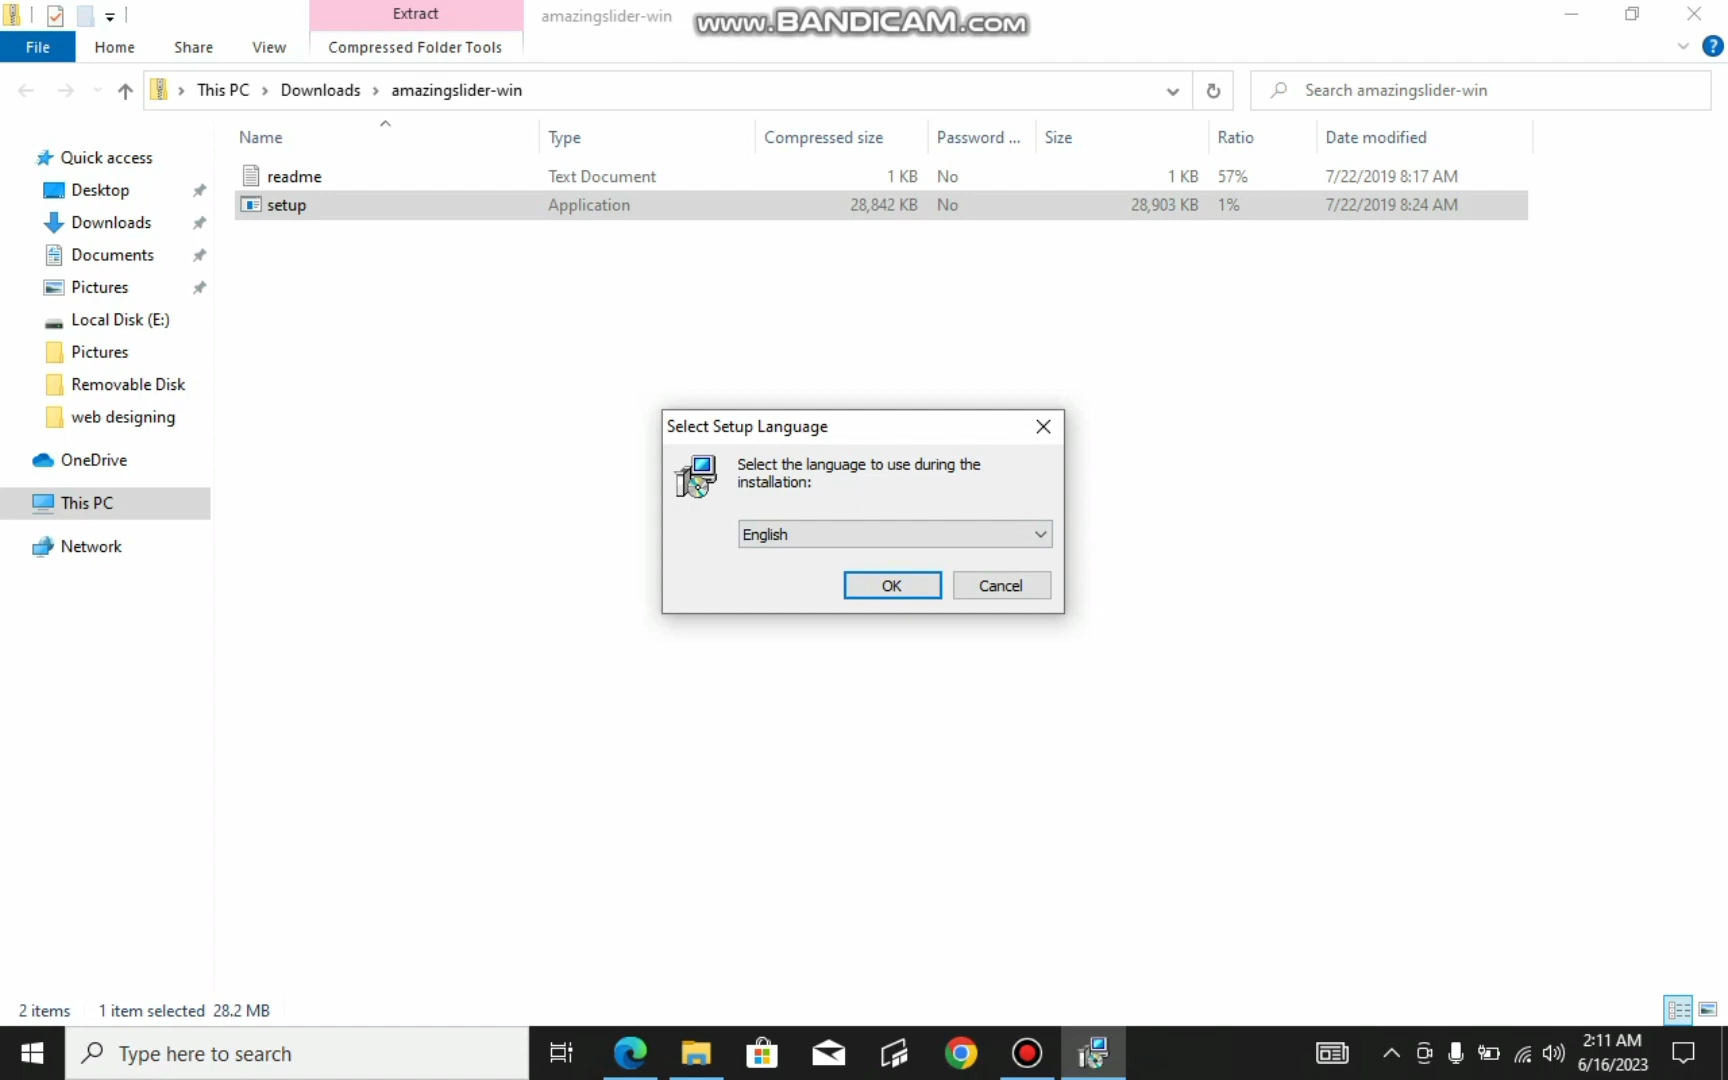 Extract
amazingslider-win
www.BANDICAM.com
File
Home
Share
View
Compressed Folder Tools
?
This PC
Downloads
amazingslider-win
Search amazingslider-win
Name
Type
Compressed size
Password ...
Size
Ratio
Date modified
readme
Text Document
1 KB
No
1 KB
57%
7/22/2019 8:17 AM
setup
Application
28,842 KB
No
28,903 KB
1%
7/22/2019 8:24 AM
Quick access
Desktop
Downloads
Documents
Pictures
Local Disk (E:)
Pictures
Removable Disk
web designing
OneDrive
This PC
Network
Select Setup Language
Select the language to use during the
installation:
English
OK
Cancel
2 items
1 item selected 28.2 MB
Type here to search
2:11 AM
6/16/2023